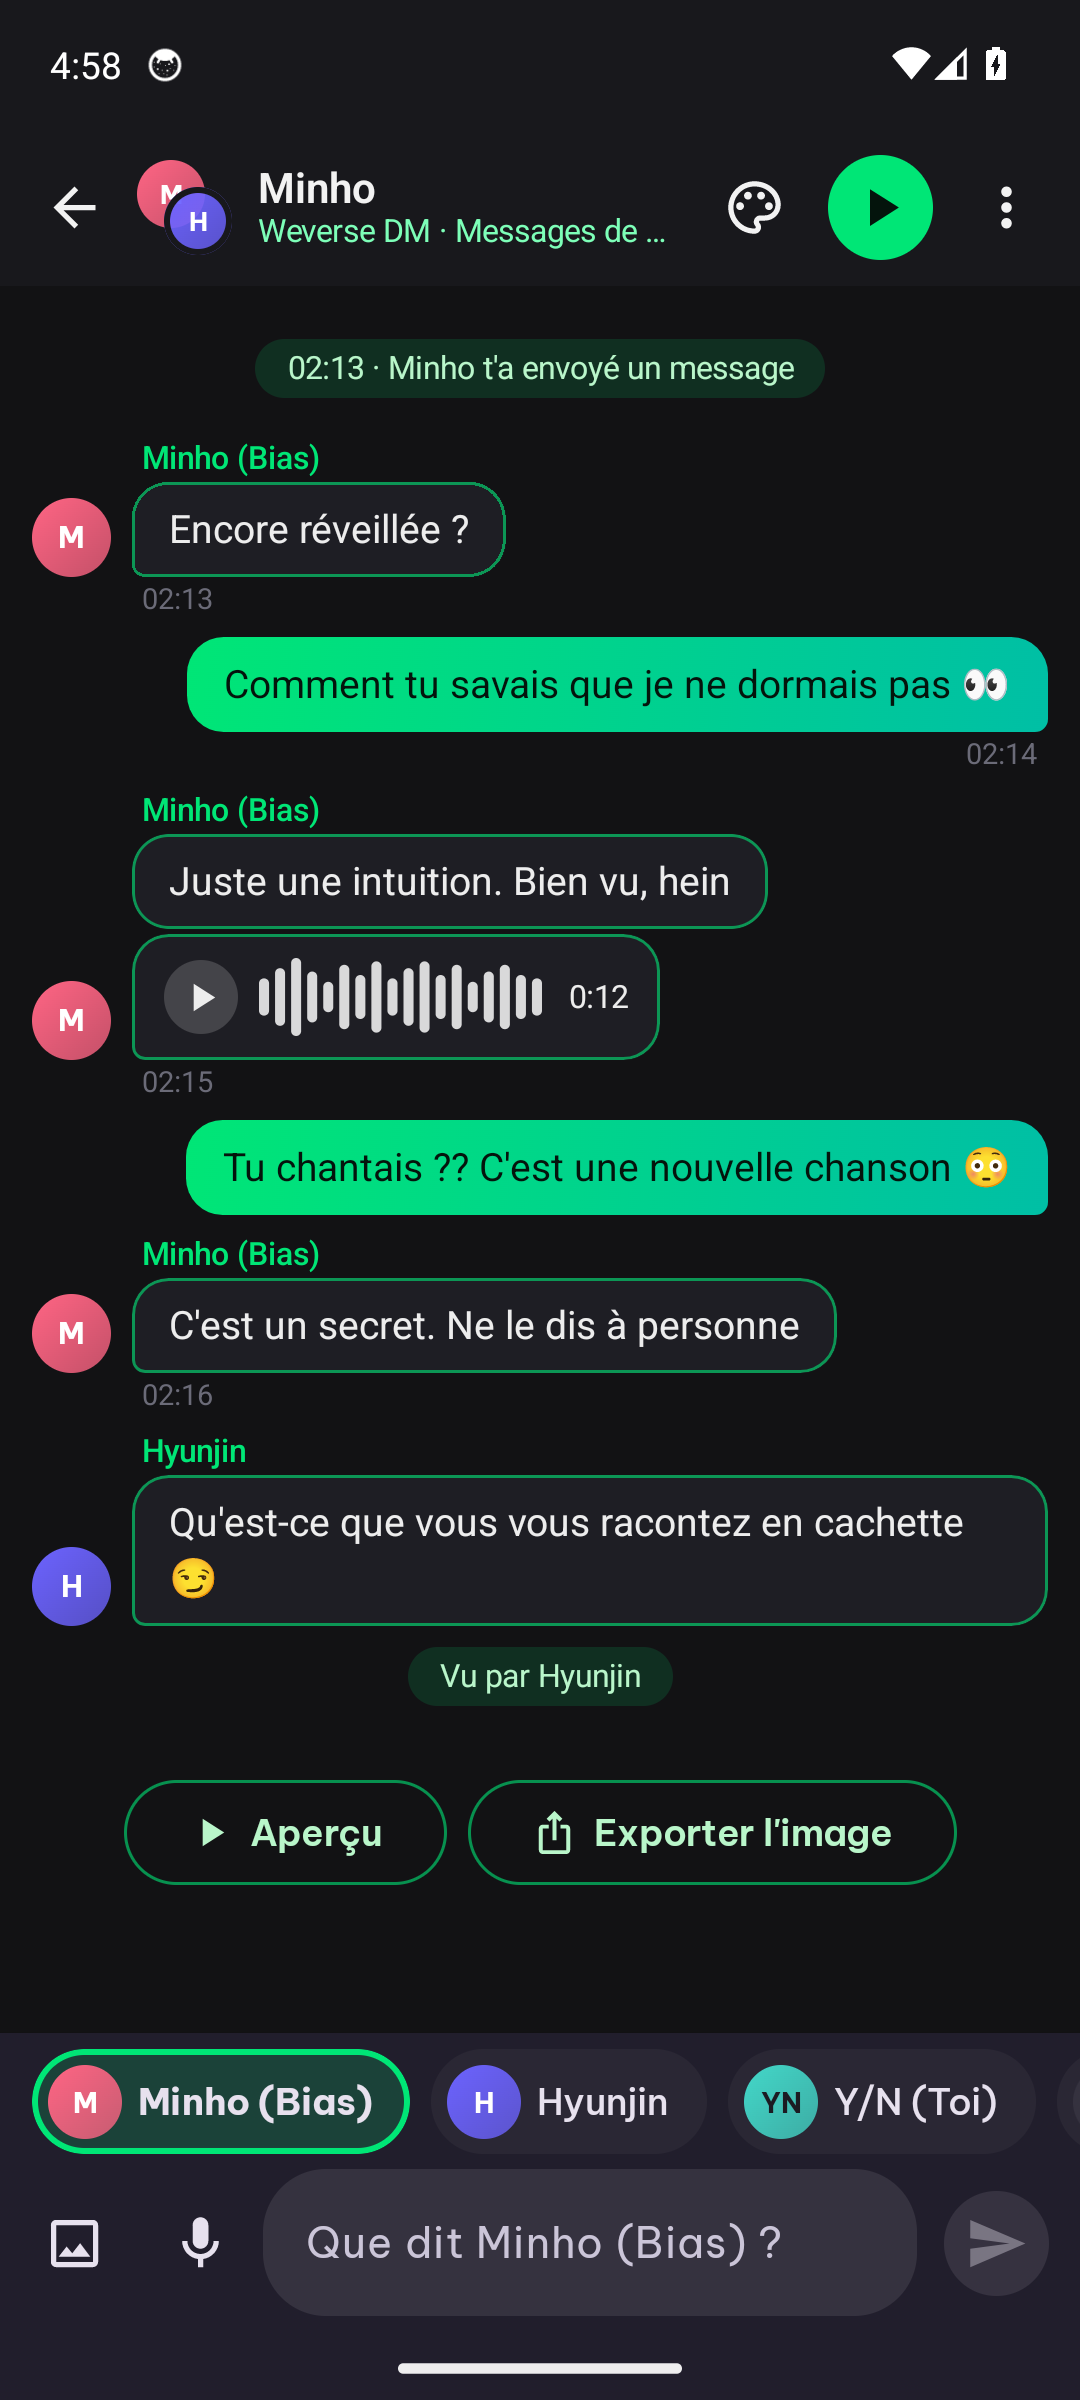 4:58
M
H
Minho
Weverse DM · Messages de ...
02:13 · Minho t'a envoyé un message
Minho (Bias)
M
Encore réveillée ?
02:13
Comment tu savais que je ne dormais pas 👀
02:14
Minho (Bias)
Juste une intuition. Bien vu, hein
M
0:12
02:15
Tu chantais ?? C'est une nouvelle chanson 😳
Minho (Bias)
M
C'est un secret. Ne le dis à personne
02:16
Hyunjin
Qu'est-ce que vous vous racontez en cachette
😏
H
Vu par Hyunjin
Aperçu
Exporter l'image
M Minho (Bias)
H Hyunjin
YN Y/N (Toi)
Que dit Minho (Bias) ?